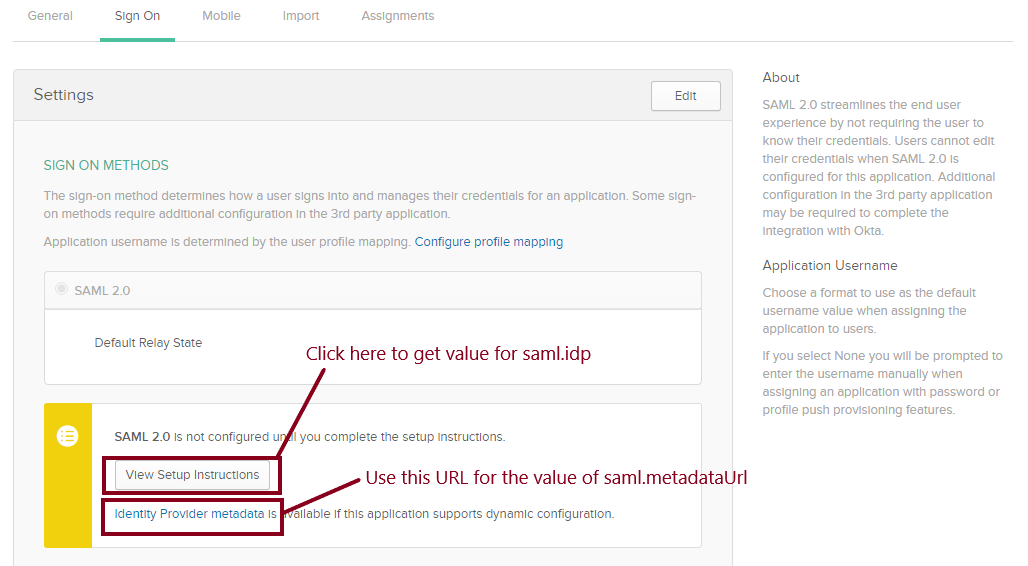 General Sign On Mobile Import Assignments
Settings
Edit
SIGN ON METHODS
The sign-on method determines how a user signs into and manages their credentials for an application. Some sign-
on methods require additional configuration in the 3rd party application.
Application username is determined by the user profile mapping. Configure profile mapping
SAML 2.0
Default Relay State
Click here to get value for saml.idp
SAML 2.0 is not configured until you complete the setup instructions.
View Setup Instructions
Use this URL for the value of saml.metadataUrl
Identity Provider metadata is available if this application supports dynamic configuration.
About
SAML 2.0 streamlines the end user
experience by not requiring the user to
know their credentials. Users cannot edit
their credentials when SAML 2.0 is
configured for this application. Additional
configuration in the 3rd party application
may be required to complete the
integration with Okta.
Application Username
Choose a format to use as the default
username value when assigning the
application to users.
If you select None you will be prompted to
enter the username manually when
assigning an application with password or
profile push provisioning features.